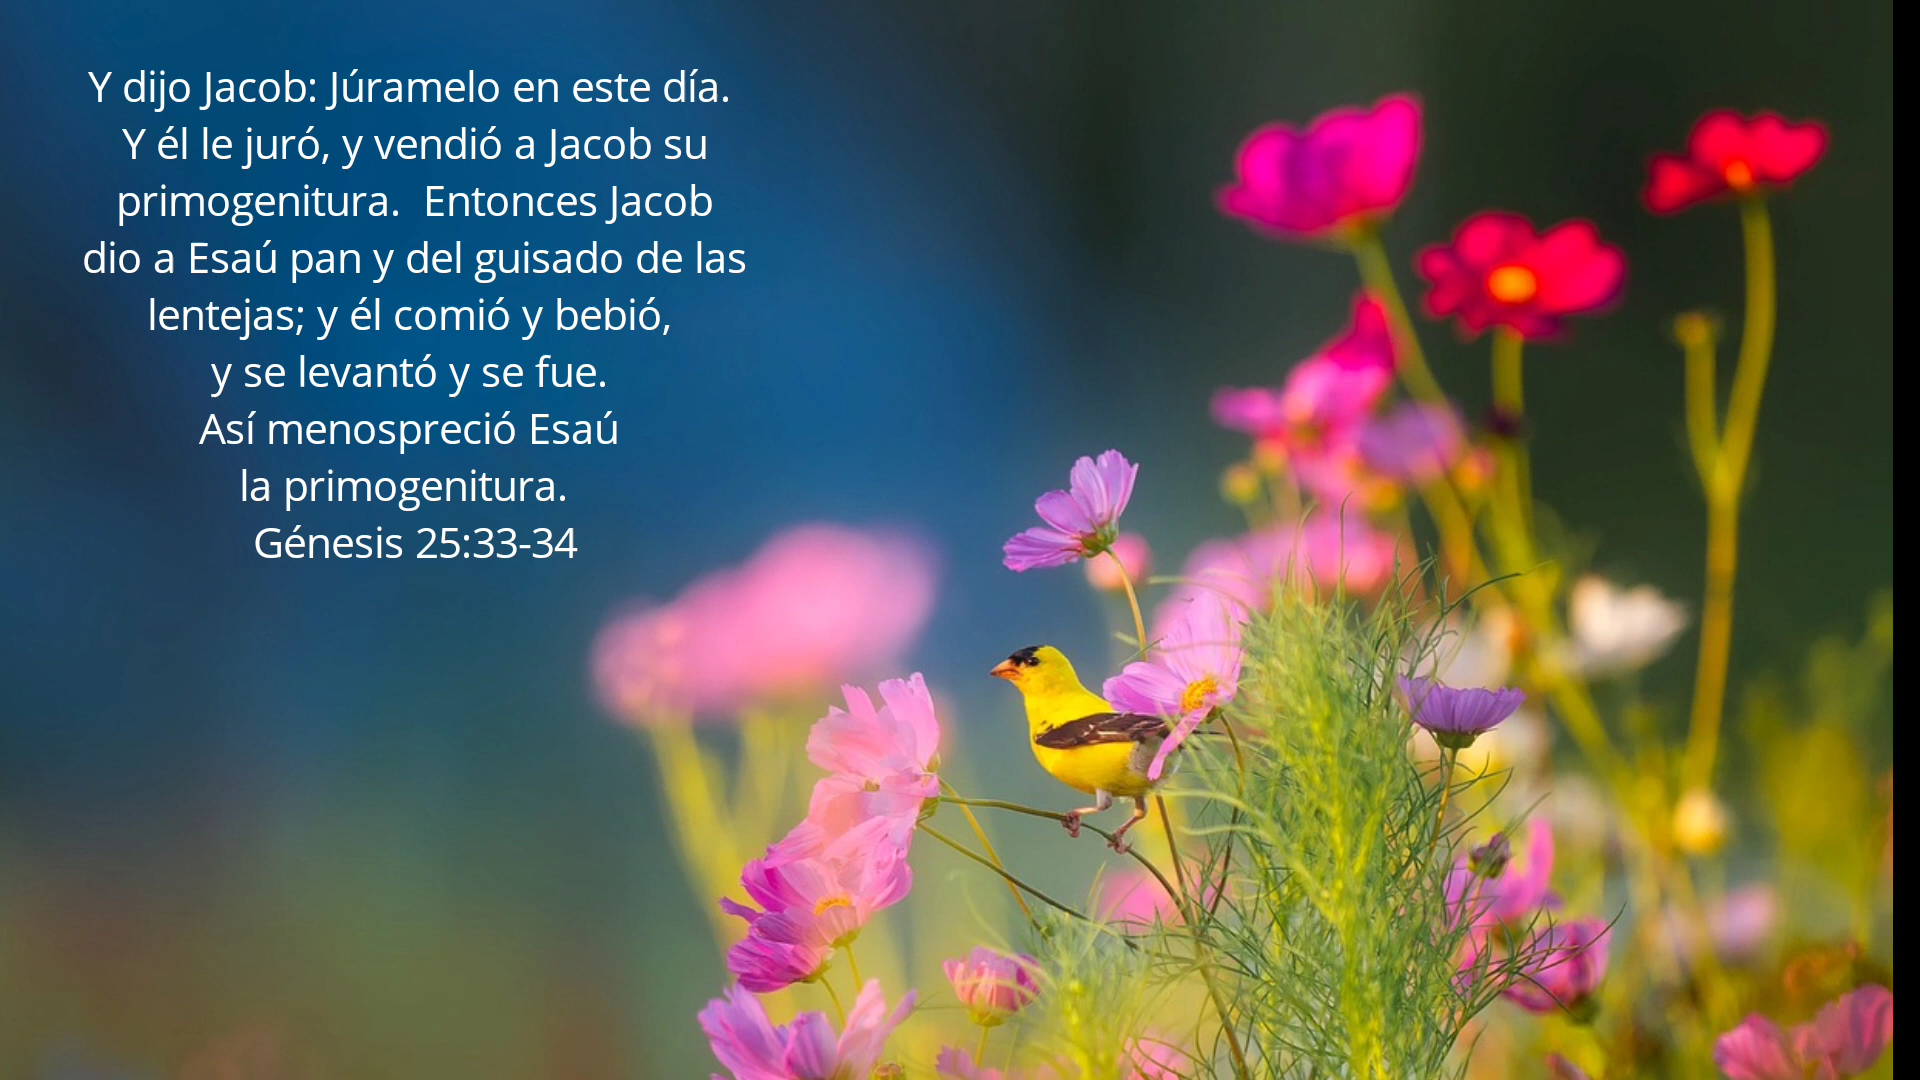 Y dijo Jacob: Júramelo en este día.
Y él le juró, y vendió a Jacob su
primogenitura.  Entonces Jacob
dio a Esaú pan y del guisado de las
lentejas; y él comió y bebió,
y se levantó y se fue.
Así menospreció Esaú
la primogenitura.
Génesis 25:33-34